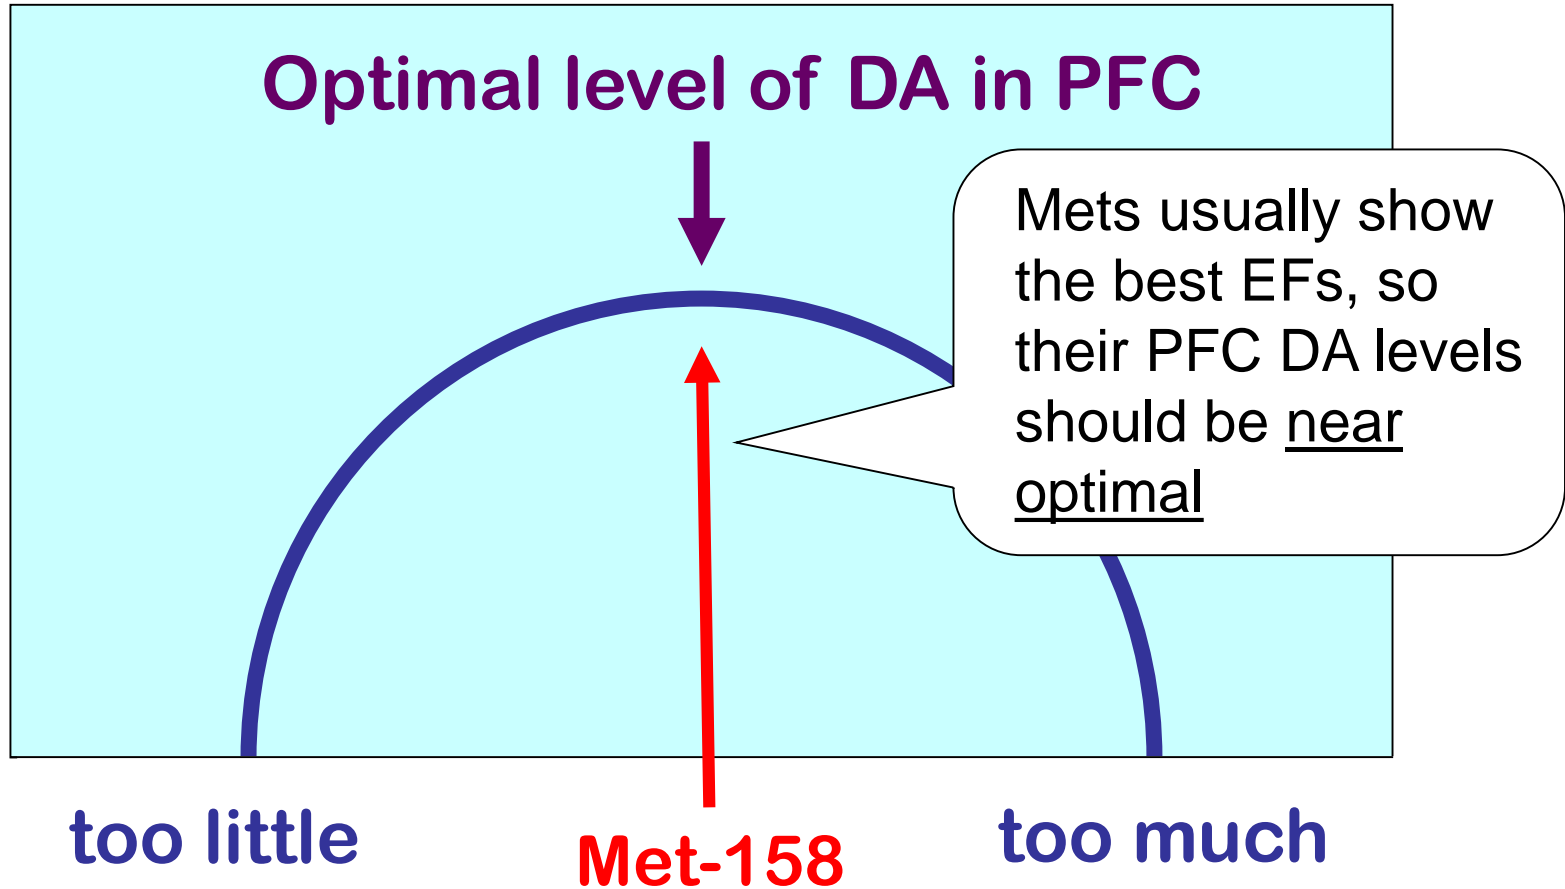 Optimal level of DA in PFC
Mets usually show
the best EFs, so
their PFC DA levels
should be near
optimal
too little
Met-158
too much